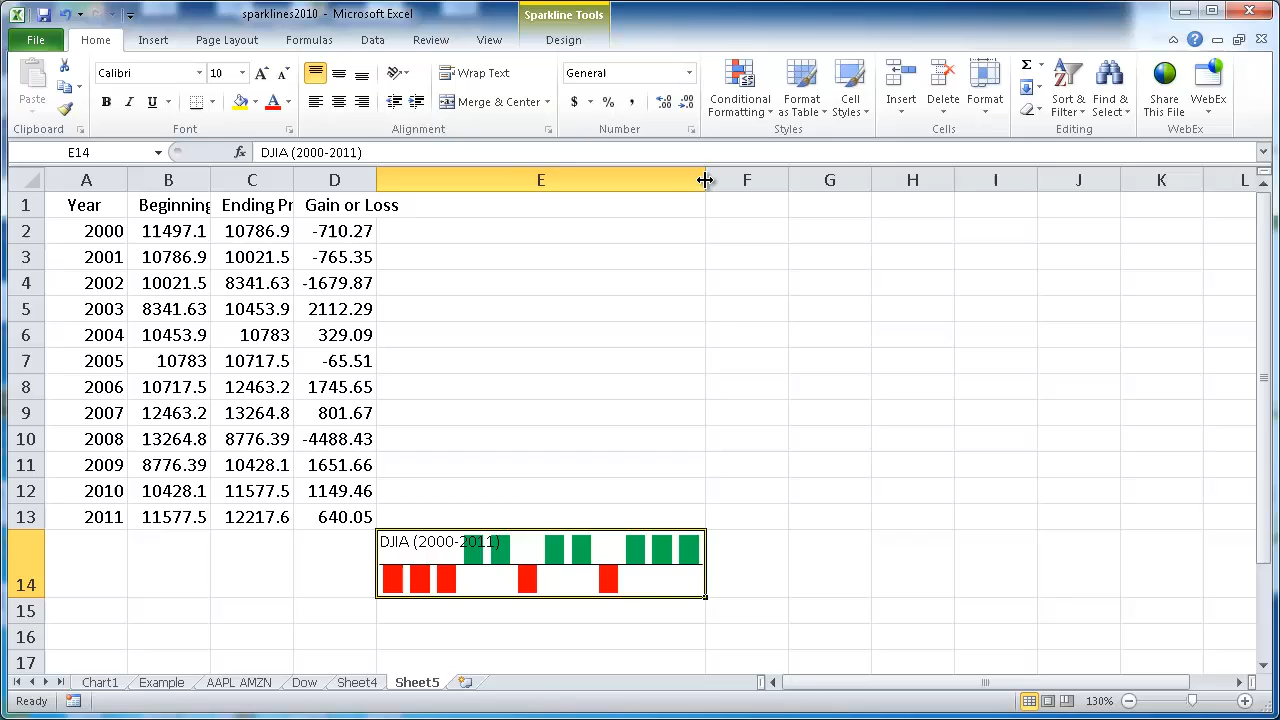 sparklines2010 - Microsoft Excel
Sparkline Tools
File Home Insert Page Layout Formulas Data Review View Design
Paste
Clipboard
Calibri 10
B I U A
Font
Wrap Text
Merge & Center
Alignment
General
$ % ,
Number
Conditional Formatting
Format as Table
Cell Styles
Styles
Insert Delete Format
Cells
Sort & Filter
Find & Select
Editing
Share This File
WebEx
WebEx
E14 fx DJIA (2000-2011)
A B C D E F G H I J K L
1 Year Beginning Ending Pr Gain or Loss
2 2000 11497.1 10786.9 -710.27
3 2001 10786.9 10021.5 -765.35
4 2002 10021.5 8341.63 -1679.87
5 2003 8341.63 10453.9 2112.29
6 2004 10453.9 10783 329.09
7 2005 10783 10717.5 -65.51
8 2006 10717.5 12463.2 1745.65
9 2007 12463.2 13264.8 801.67
10 2008 13264.8 8776.39 -4488.43
11 2009 8776.39 10428.1 1651.66
12 2010 10428.1 11577.5 1149.46
13 2011 11577.5 12217.6 640.05
14 DJIA (2000-2011)
15
16
17
Chart1 Example AAPL AMZN Dow Sheet4 Sheet5
Ready 130%